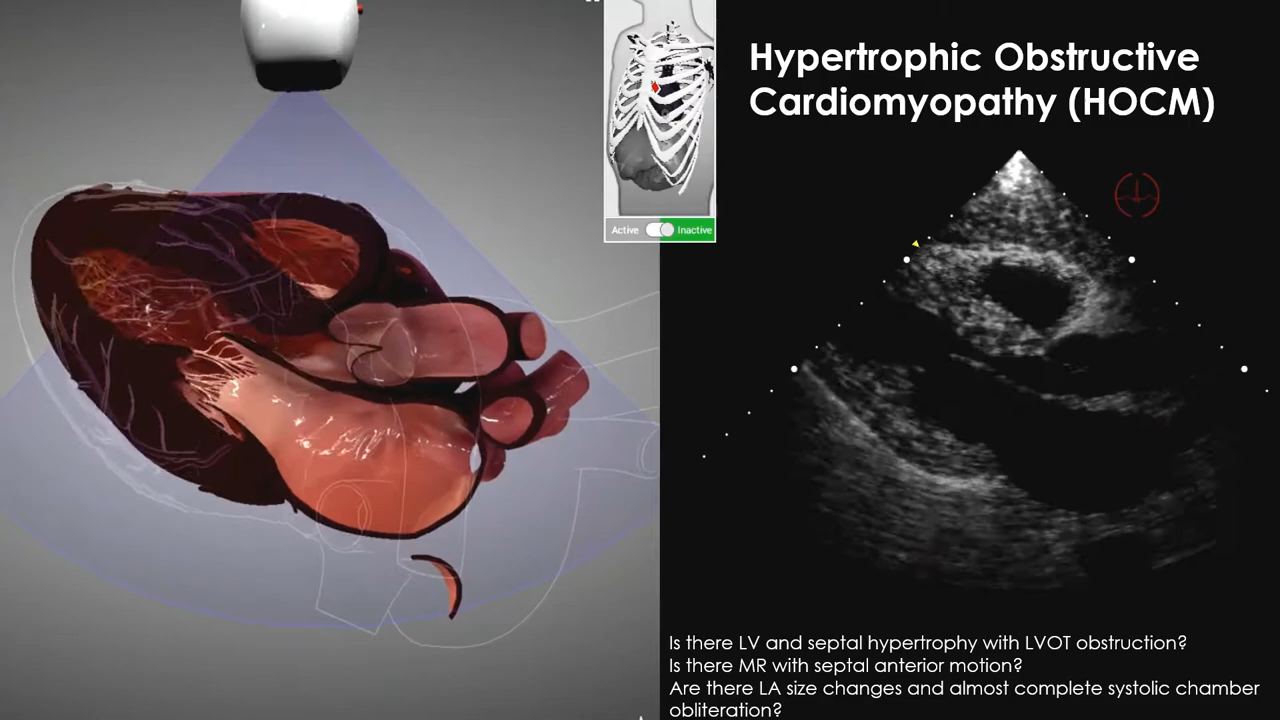 Hypertrophic Obstructive
Cardiomyopathy (HOCM)
Active
Inactive
Is there LV and septal hypertrophy with LVOT obstruction?
Is there MR with septal anterior motion?
Are there LA size changes and almost complete systolic chamber
obliteration?